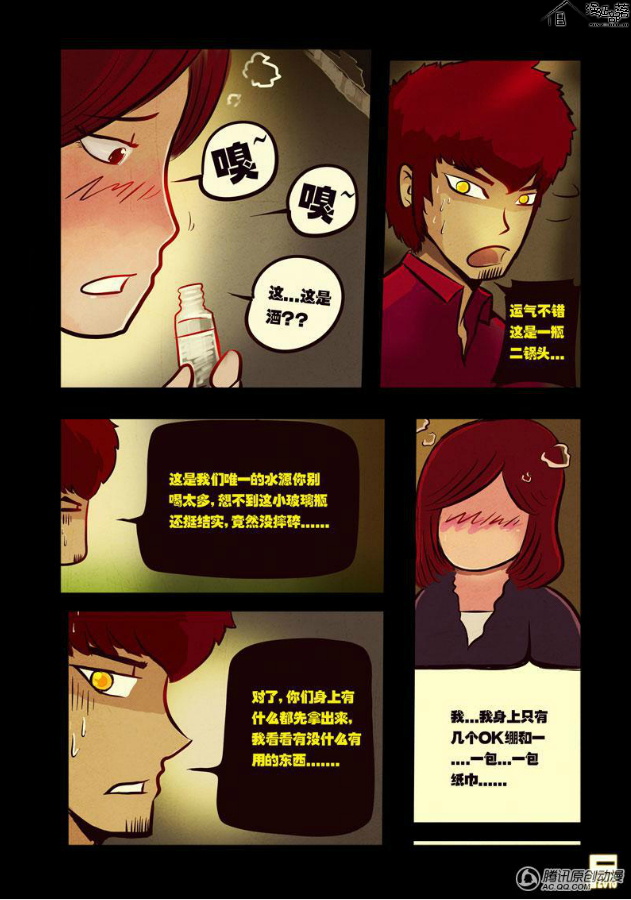 嗅~
嗅~
这...这是
酒??
运气不错
这是一瓶
二锅头...
这是我们唯一的水源你别
喝太多, 想不到这小玻璃瓶
还挺结实, 竟然没摔碎......
我...我身上只有
几个OK绷和一
....一包...一包
纸巾......
对了, 你们身上有
什么都先拿出来,
我看看有没什么有
用的东西.......
腾讯原创动漫
AC.QQ.COM